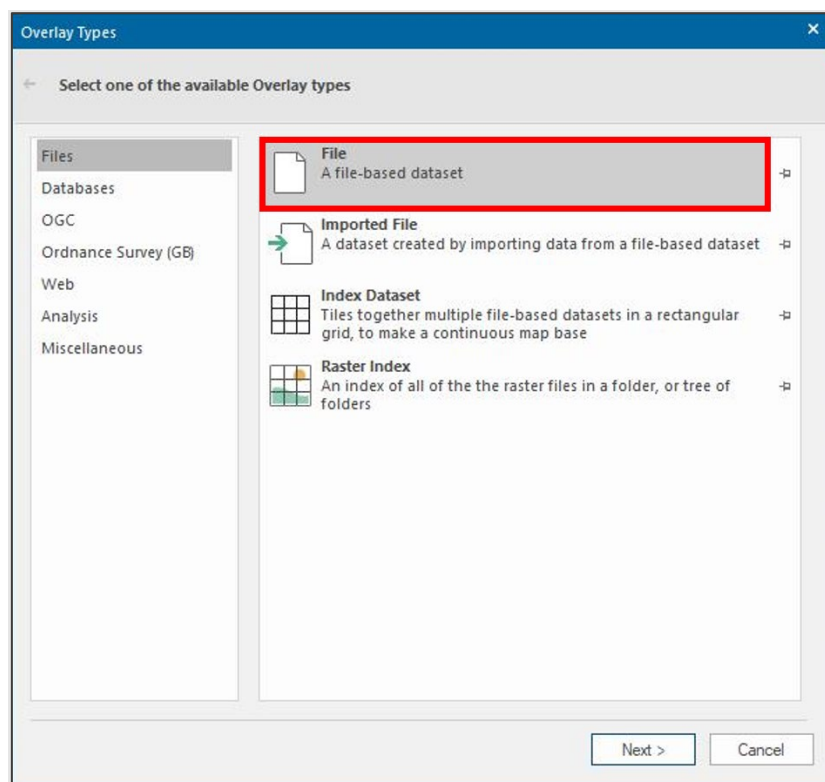 Overlay Types
Select one of the available Overlay types
Files
Databases
OGC
Ordnance Survey (GB)
Web
Analysis
Miscellaneous
File
A file-based dataset
Imported File
A dataset created by importing data from a file-based dataset
Index Dataset
Tiles together multiple file-based datasets in a rectangular
grid, to make a continuous map base
Raster Index
An index of all of the the raster files in a folder, or tree of
folders
Next >
Cancel